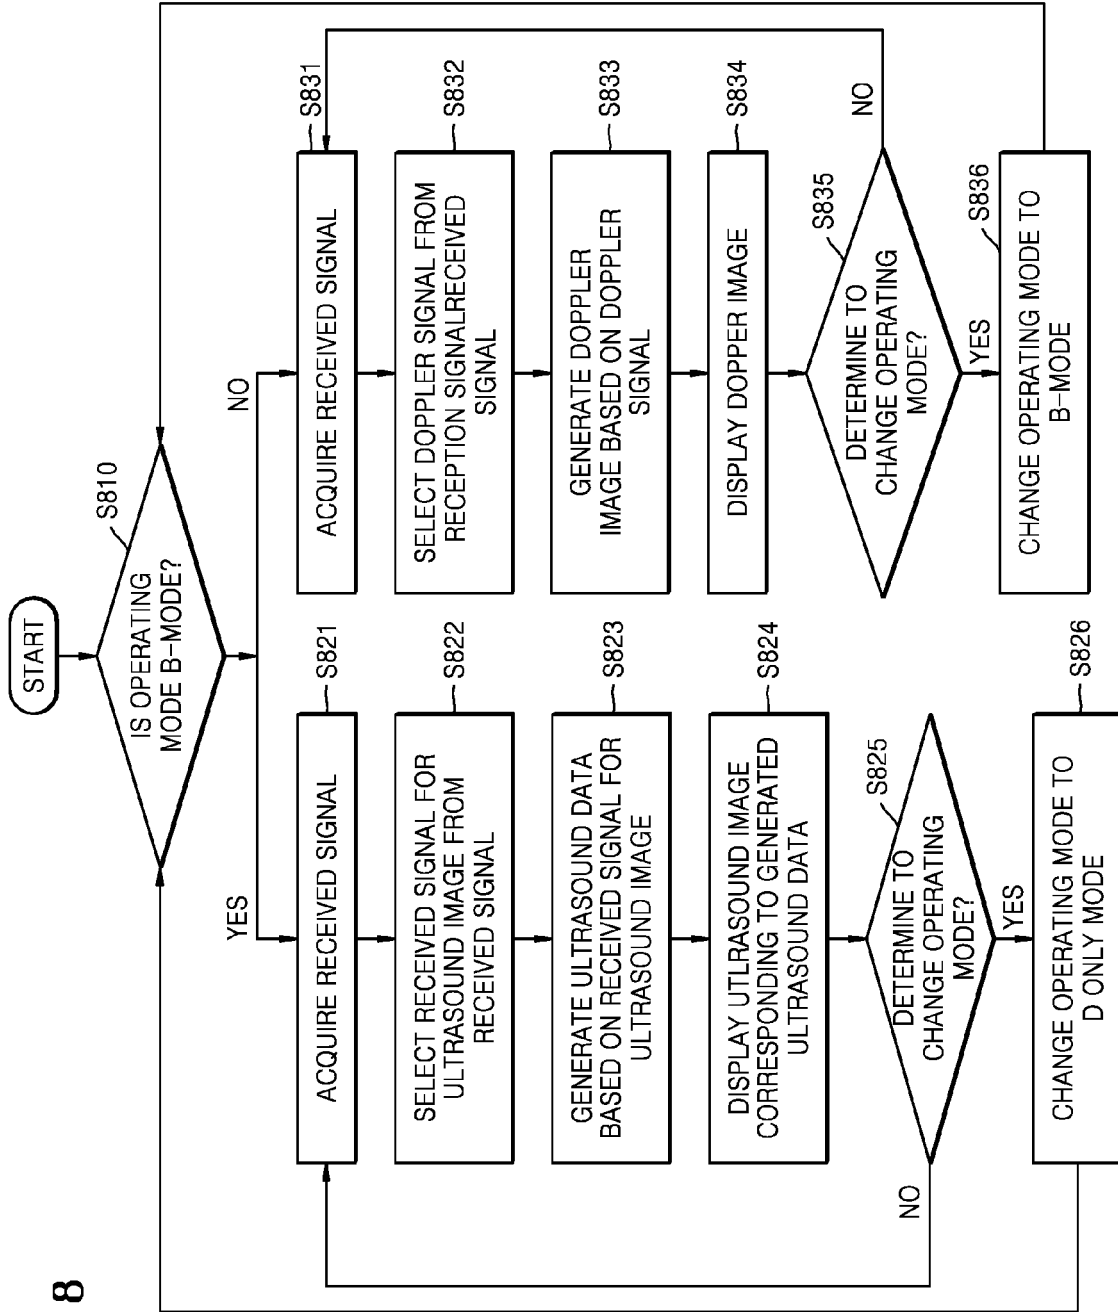 8
START
IS OPERATING
MODE B-MODE?
S810
YES
NO
ACQUIRE RECEIVED SIGNAL
S821
SELECT RECEIVED SIGNAL FOR
ULTRASOUND IMAGE FROM
RECEIVED SIGNAL
S822
GENERATE ULTRASOUND DATA
BASED ON RECEIVED SIGNAL FOR
ULTRASOUND IMAGE
S823
DISPLAY UTLRASOUND IMAGE
CORRESPONDING TO GENERATED
ULTRASOUND DATA
S824
DETERMINE TO
CHANGE OPERATING
MODE?
S825
NO
YES
CHANGE OPERATING MODE TO
D ONLY MODE
S826
ACQUIRE RECEIVED SIGNAL
S831
SELECT DOPPLER SIGNAL FROM
RECEPTION SIGNALRECEIVED
SIGNAL
S832
GENERATE DOPPLER
IMAGE BASED ON DOPPLER
SIGNAL
S833
DISPLAY DOPPER IMAGE
S834
DETERMINE TO
CHANGE OPERATING
MODE?
S835
NO
YES
CHANGE OPERATING MODE TO
B-MODE
S836